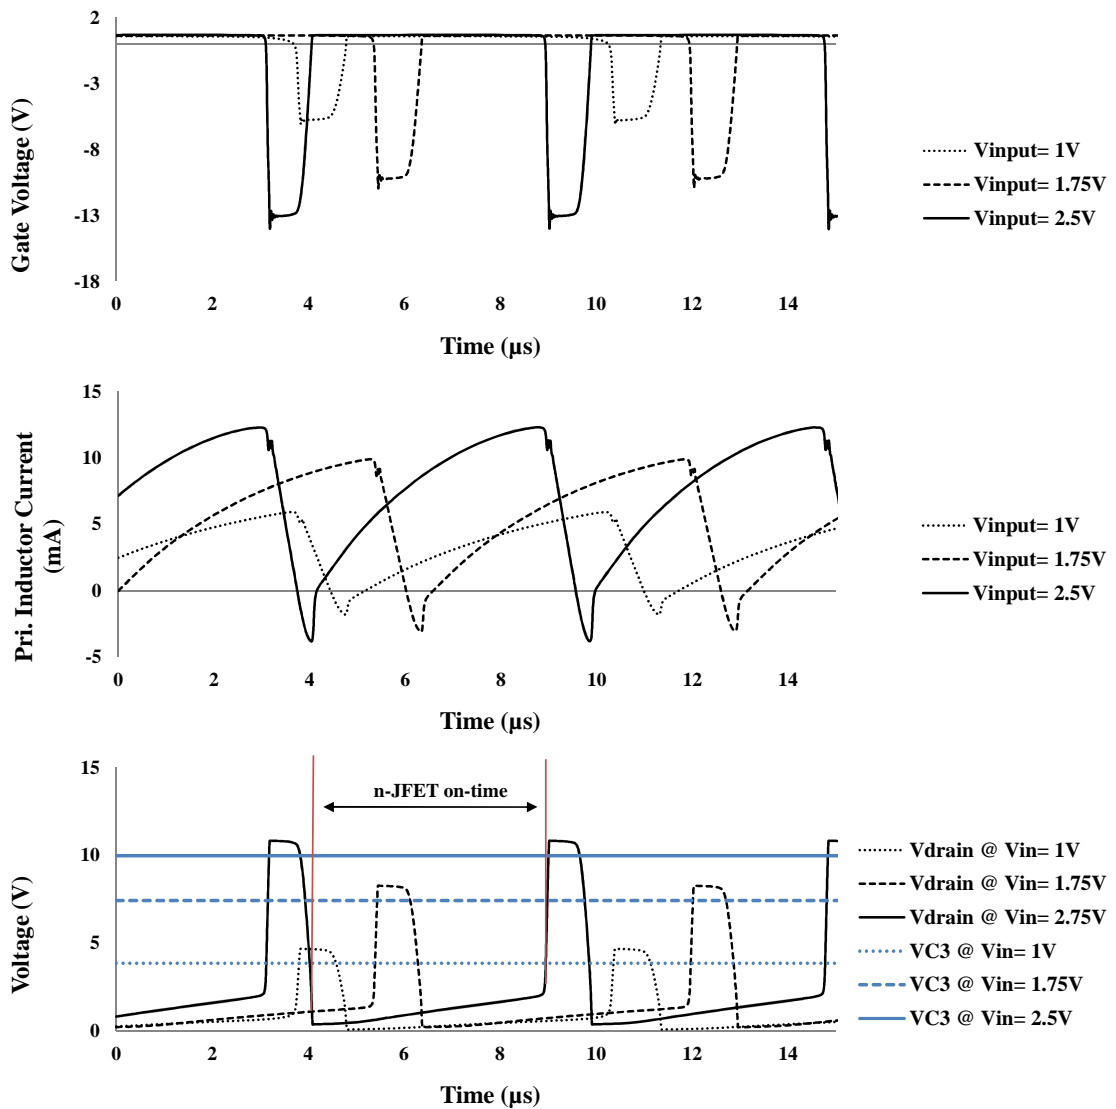 2
-3
-8
-13
-18
Gate Voltage (V)
0
2
4
6
8
10
12
14
Time (μs)
Vinput= 1V
Vinput= 1.75V
Vinput= 2.5V
15
10
5
0
-5
Pri. Inductor Current
(mA)
0
2
4
6
8
10
12
14
Time (μs)
Vinput= 1V
Vinput= 1.75V
Vinput= 2.5V
15
10
5
0
Voltage (V)
n-JFET on-time
0
2
4
6
8
10
12
14
Time (μs)
Vdrain @ Vin= 1V
Vdrain @ Vin= 1.75V
Vdrain @ Vin= 2.75V
VC3 @ Vin= 1V
VC3 @ Vin= 1.75V
VC3 @ Vin= 2.5V